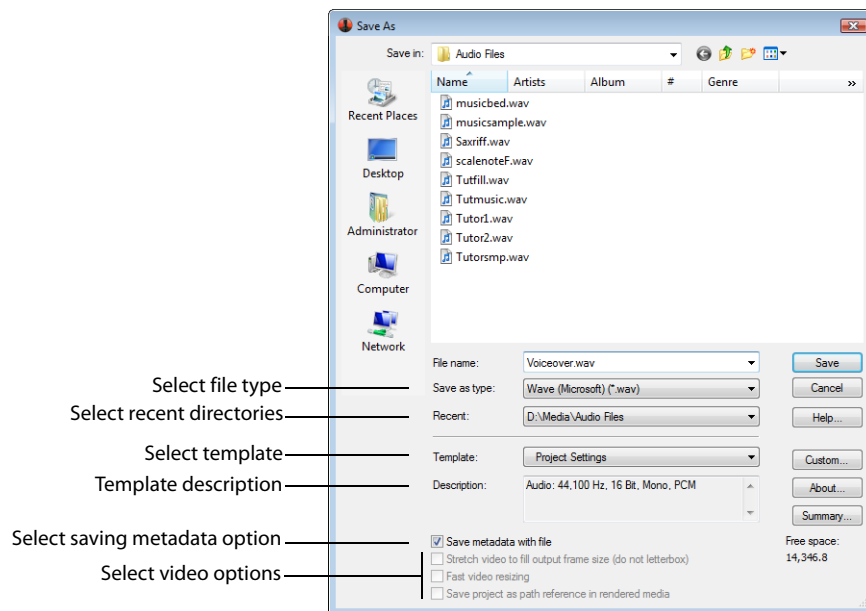 Save As
Save in:
Audio Files
Name Artists Album # Genre »
Recent Places
Desktop
Administrator
Computer
Network
musicbed.wav
musicsample.wav
Saxriff.wav
scalenoteF.wav
Tutfill.wav
Tutmusic.wav
Tutor1.wav
Tutor2.wav
Tutorsmp.wav
File name: Voiceover.wav Save
Select file type Save as type: Wave (Microsoft) (*.wav) Cancel
Select recent directories Recent: D:\Media\Audio Files Help...
Select template Template: Project Settings Custom...
Template description Description: Audio: 44,100 Hz, 16 Bit, Mono, PCM About...
Summary...
Select saving metadata option Save metadata with file Free space:
Stretch video to fill output frame size (do not letterbox) 14,346.8
Select video options Fast video resizing
Save project as path reference in rendered media